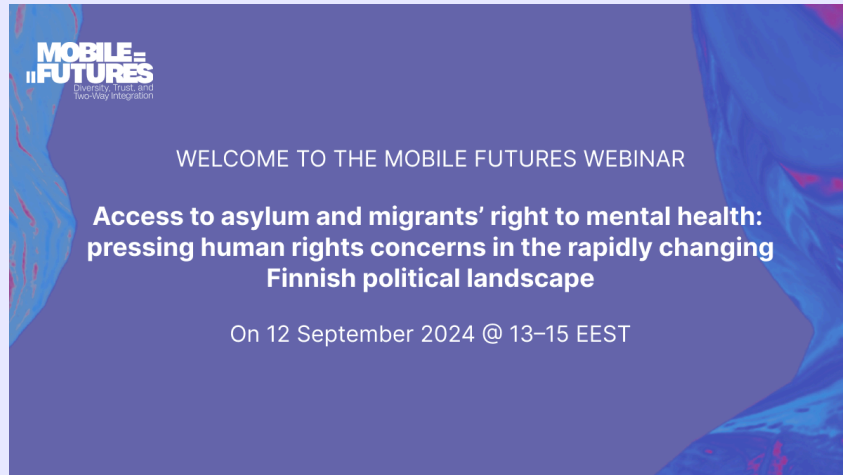 MOBILE
FUTURES
Diversity, Trust, and
Two-Way Integration
WELCOME TO THE MOBILE FUTURES WEBINAR
Access to asylum and migrants’ right to mental health:
pressing human rights concerns in the rapidly changing
Finnish political landscape
On 12 September 2024 @ 13–15 EEST